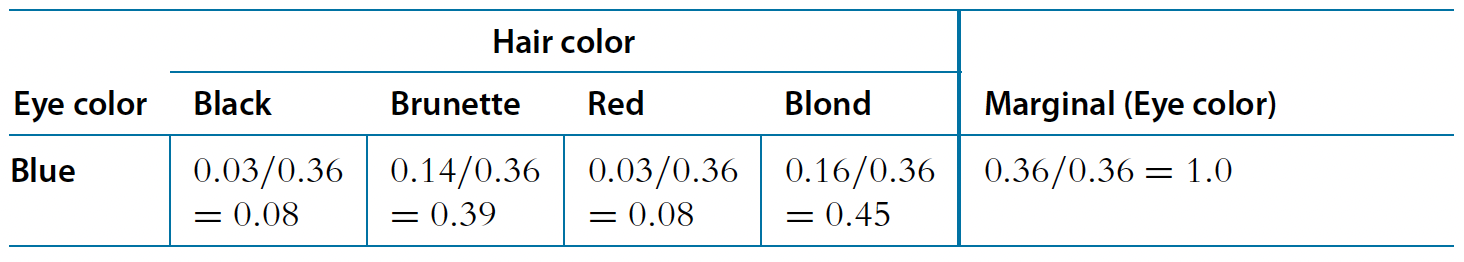 Hair color
Eye color Black Brunette Red Blond Marginal (Eye color)
Blue 0.03/0.36 0.14/0.36 0.03/0.36 0.16/0.36 0.36/0.36 = 1.0
= 0.08 = 0.39 = 0.08 = 0.45